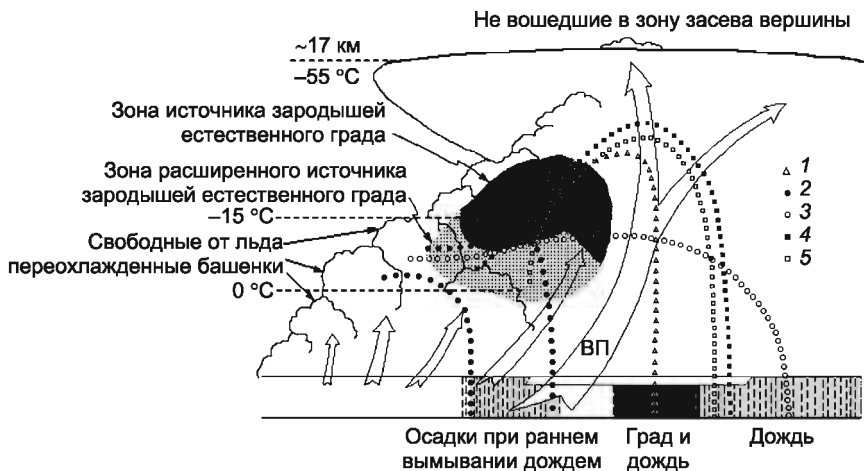 Не вошедшие в зону засева вершины
~17 км
–55 °C
Зона источника зародышей
естественного града
Зона расширенного источника
зародышей естественного града
–15 °C
Свободные от льда
переохлажденные башенки
0 °C
1
2
3
4
5
ВП
Осадки при раннем
вымывании дождем
Град и
дождь
Дождь